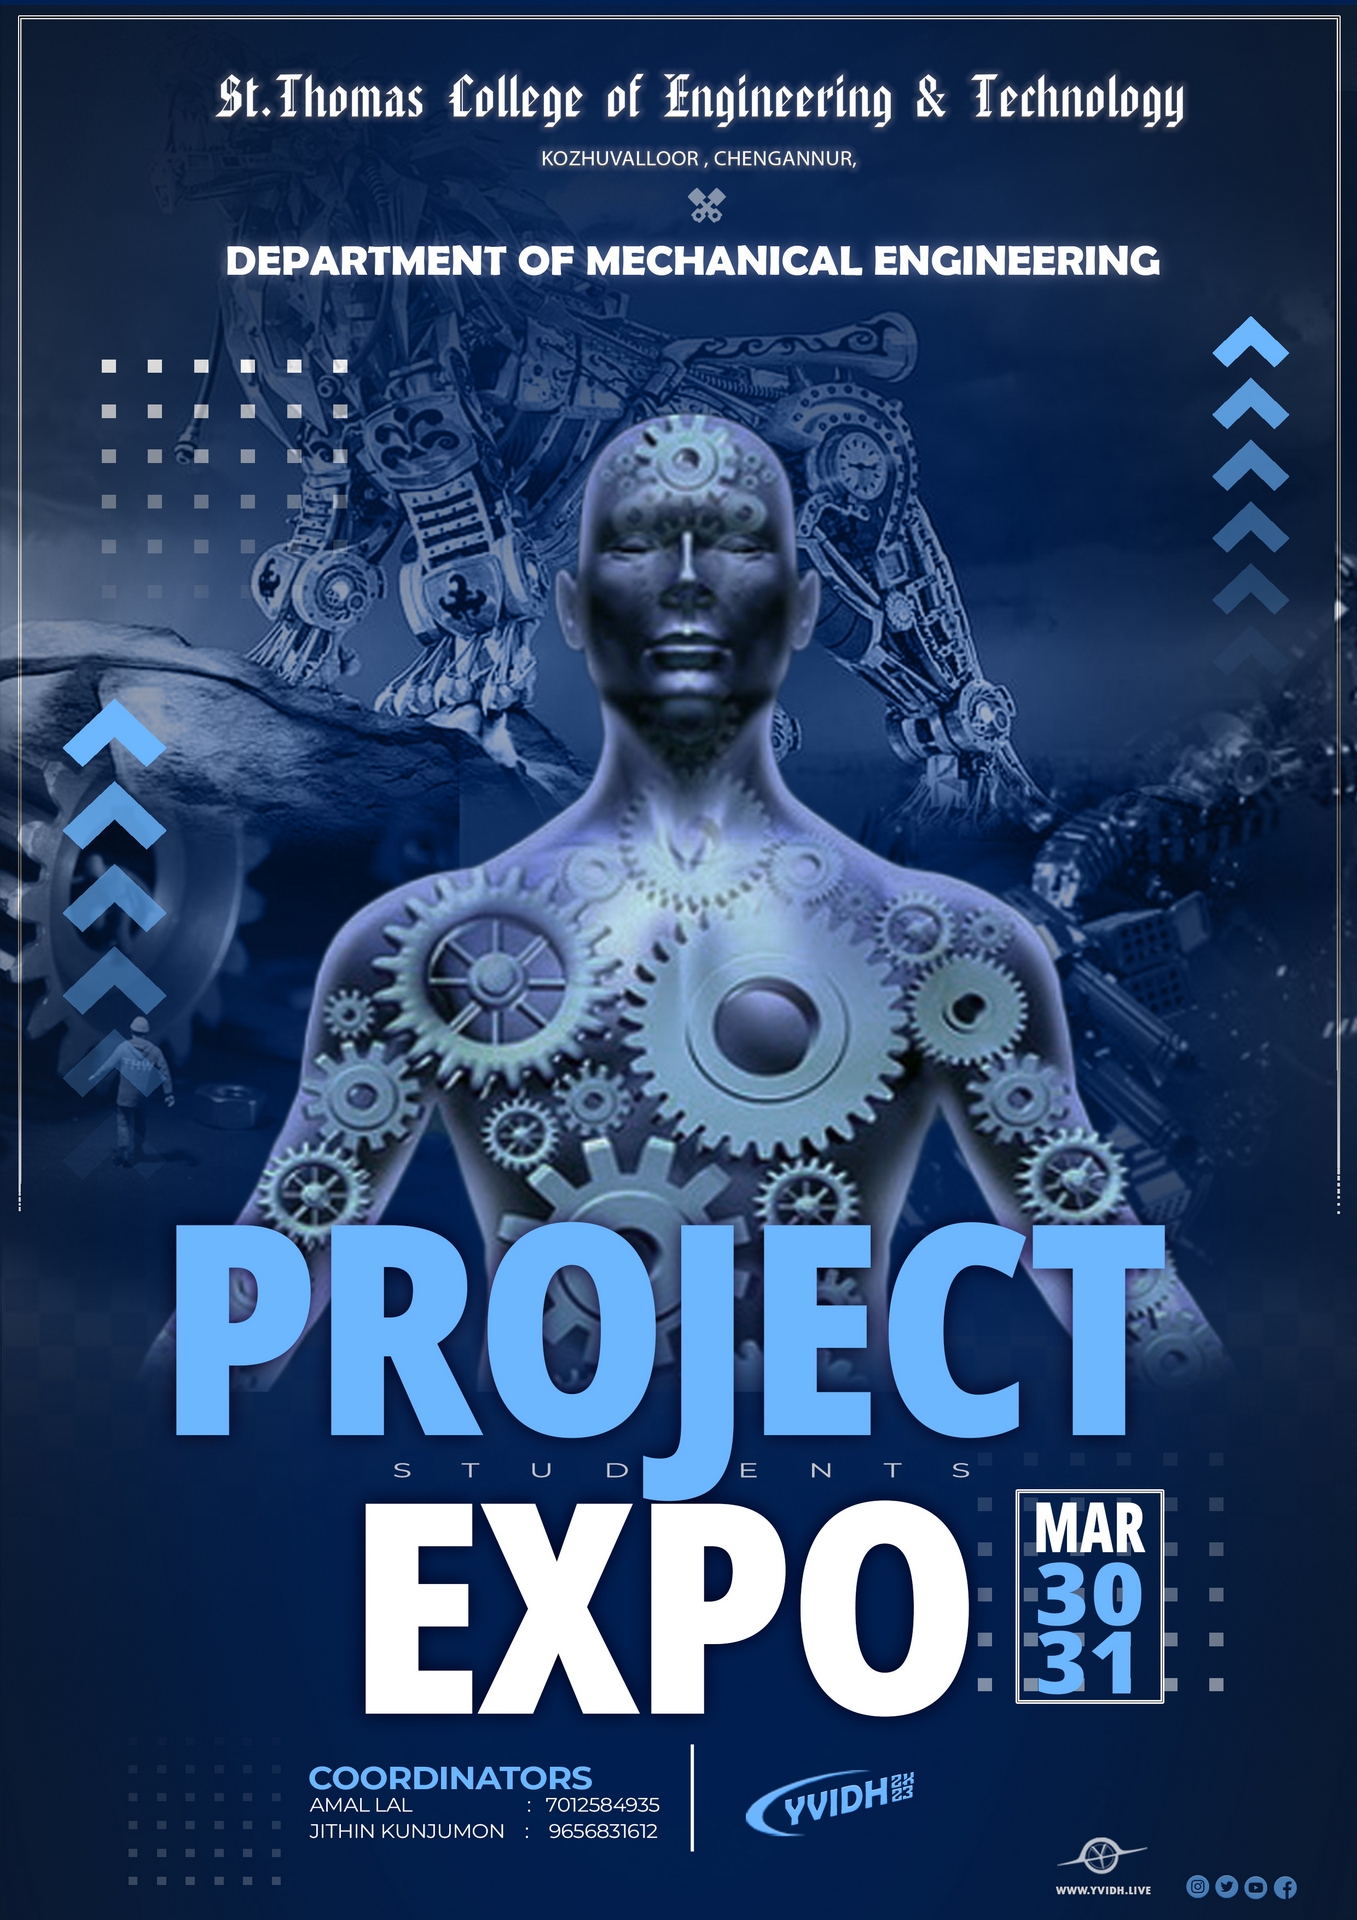 St.Thomas College of Engineering & Technology
KOZHUVALLOOR , CHENGANNUR,
DEPARTMENT OF MECHANICAL ENGINEERING
THW
PROJECT
STUDENTS
EXPO
MAR
30
31
COORDINATORS
AMAL LAL : 7012584935
JITHIN KUNJUMON : 9656831612
YVIDH 2K23
WWW.YVIDH.LIVE